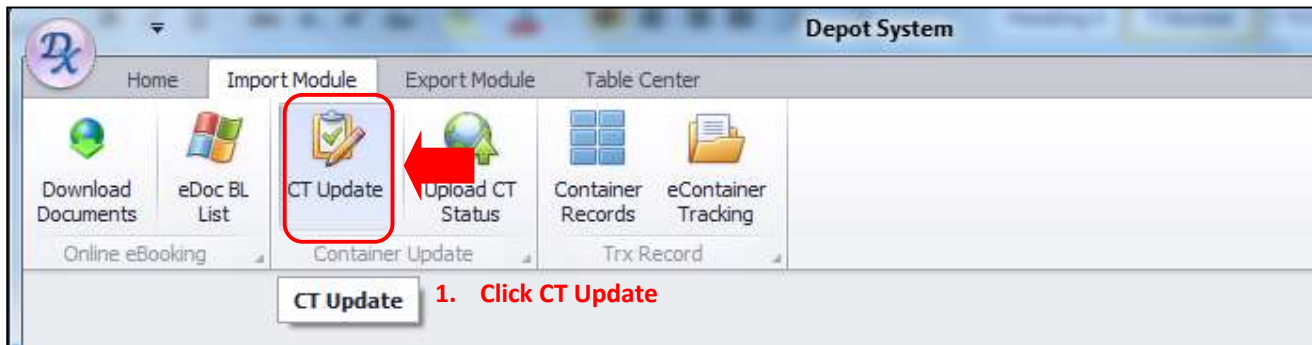 Depot System
DX
Home Import Module Export Module Table Center
Download Documents
eDoc BL List
CT Update
Upload CT Status
Container Records
eContainer Tracking
Online eBooking Container Update Trx Record
CT Update
1. Click CT Update